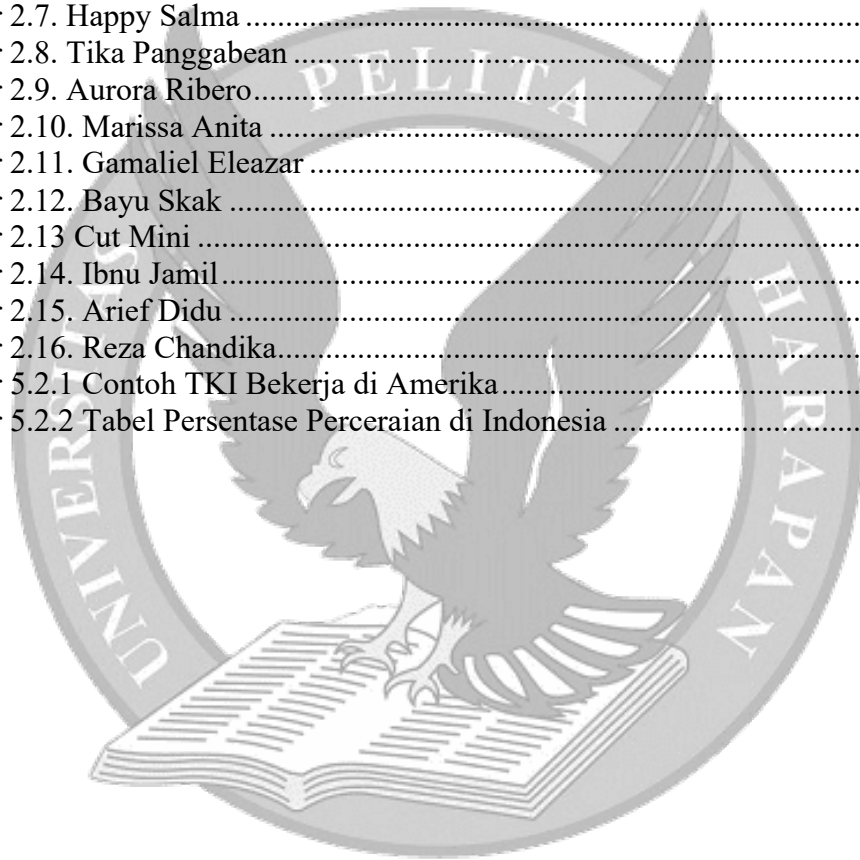 2.7. Happy Salma ................................................................................
2.8. Tika Panggabean ..........................................................................
2.9. Aurora Ribero...............................................................................
2.10. Marissa Anita .............................................................................
2.11. Gamaliel Eleazar ........................................................................
2.12. Bayu Skak ..................................................................................
2.13 Cut Mini ......................................................................................
2.14. Ibnu Jamil...................................................................................
2.15. Arief Didu ..................................................................................
2.16. Reza Chandika............................................................................
5.2.1 Contoh TKI Bekerja di Amerika................................................
5.2.2 Tabel Persentase Perceraian di Indonesia ..................................
UNIVERSITAS PELITA HARAPAN